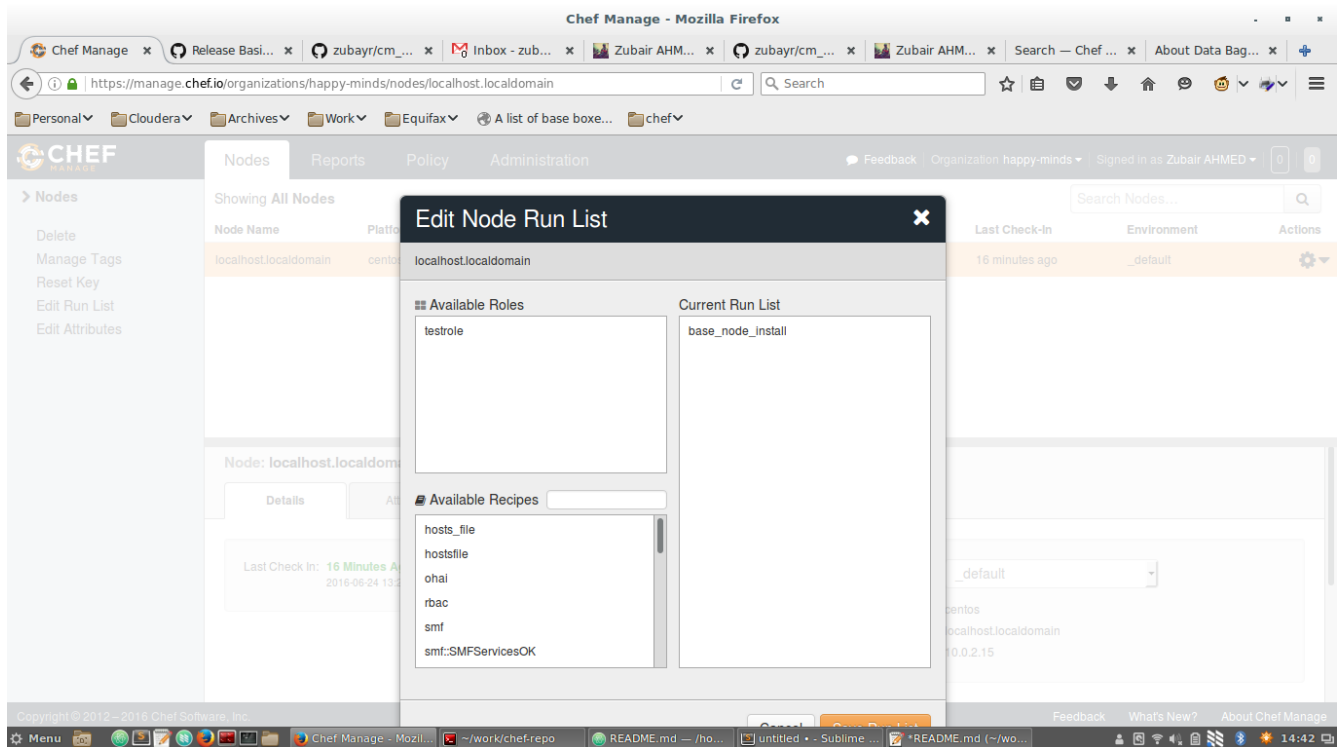 Chef Manage - Mozilla Firefox
Chef Manage × Release Basi... × zubayr/cm_... × Inbox - zub... × Zubair AHM... × zubayr/cm_... × Zubair AHM... × Search — Chef ... × About Data Bag... ×
https://manage.chef.io/organizations/happy-minds/nodes/localhost.localdomain Search
Personal Cloudera Archives Work Equifax A list of base boxe... chef
CHEF MANAGE Nodes Reports Policy Administration Feedback Organization happy-minds Signed in as Zubair AHMED 0 0
Nodes
Delete
Manage Tags
Reset Key
Edit Run List
Edit Attributes
Showing All Nodes Search Nodes...
Node Name Platfo Last Check-In Environment Actions
localhost.localdomain cento 16 minutes ago _default
Edit Node Run List
localhost.localdomain
Available Roles
testrole
Available Recipes
hosts_file
hostsfile
ohai
rbac
smf
smf::SMFServicesOK
Current Run List
base_node_install
Cancel Save Run List
Node: localhost.localdoma
Details At
Last Check In: 16 Minutes A
2016-06-24 13:2
_default
centos
localhost.localdomain
10.0.2.15
Copyright © 2012–2016 Chef Software, Inc. Feedback What's New? About Chef Manage
Menu Chef Manage - Mozil... ~/work/chef-repo README.md — /ho... untitled • - Sublime ... *README.md (~/wo... 14:42